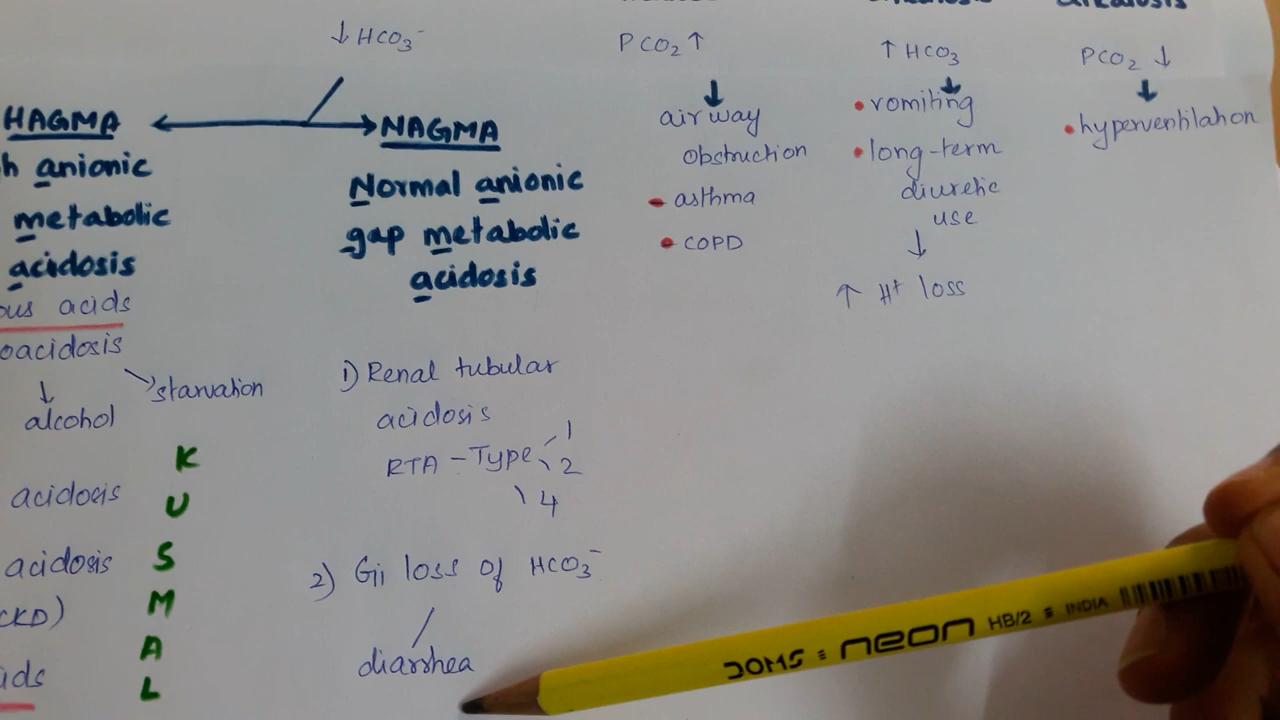 ↓ HCO3⁻
HAGMA
anionic
metabolic
acidosis
acids
alcohol
starvation
acidocis
acidosis
CKD)
K
U
S
M
A
L
NAGMA
Normal anionic
gap metabolic
acidosis
1) Renal tubular
acidosis
RTA - Type 1
2
4
2) Gi loss of HCO3⁻
diarrhea
PCO2 ↑
↓
airway
obstruction
• asthma
• COPD
↑ HCO3
↓
• vomiting
• long-term
diuretic
use
↓
↑ H⁺ loss
PCO2 ↓
↓
• hyperventilation
DOMS neon HB/2 INDIA